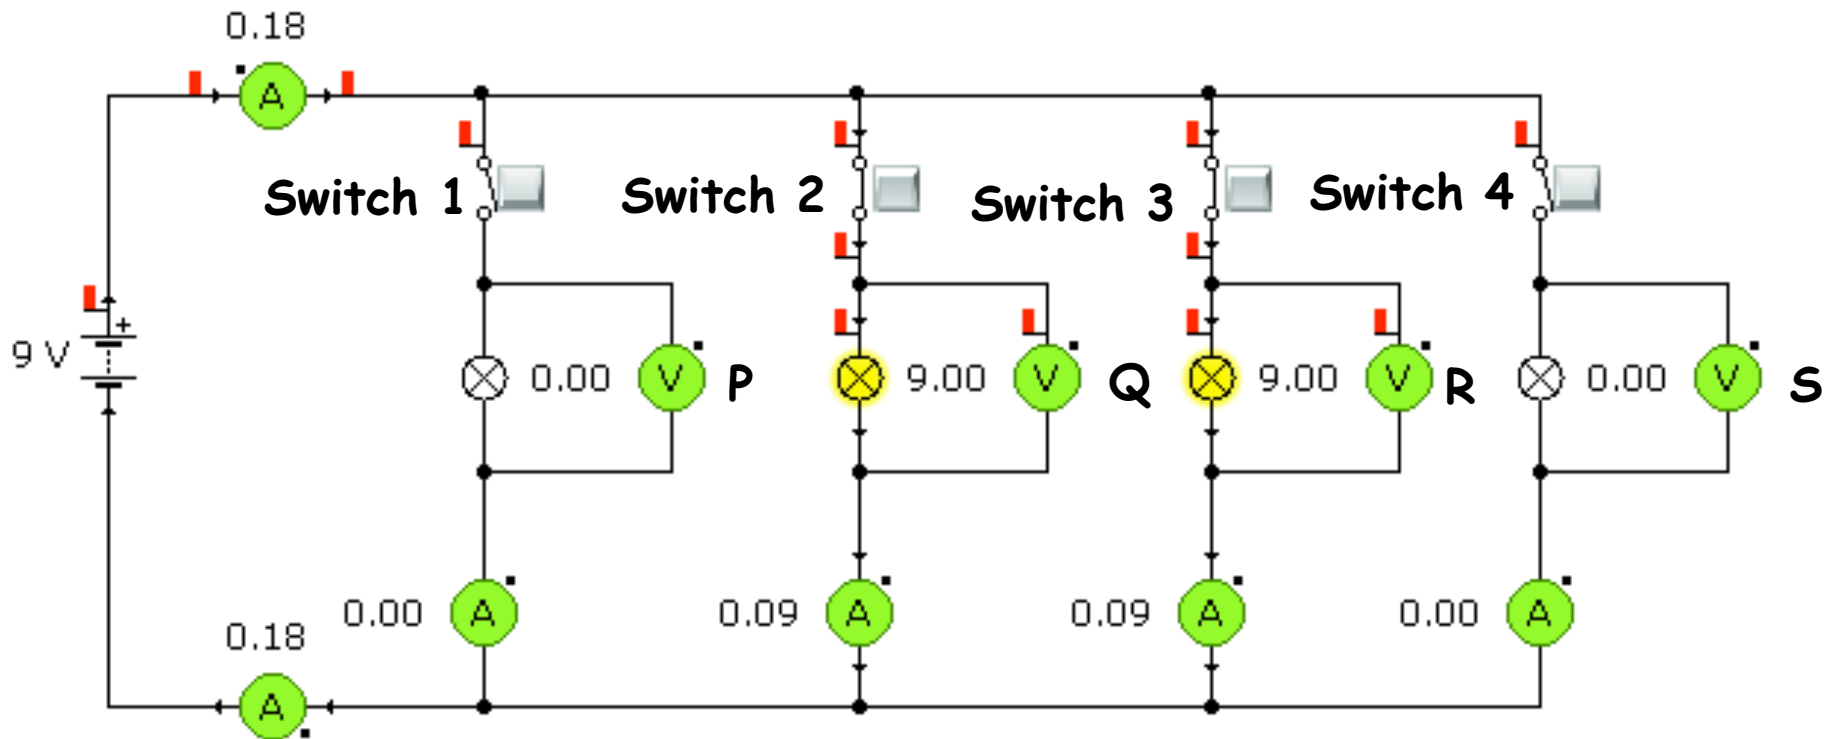 0.18
A
Switch 1
Switch 2
Switch 3
Switch 4
9 V
+
0.00
V
P
9.00
V
Q
9.00
V
R
0.00
V
S
0.00
A
0.09
A
0.09
A
0.00
A
0.18
A